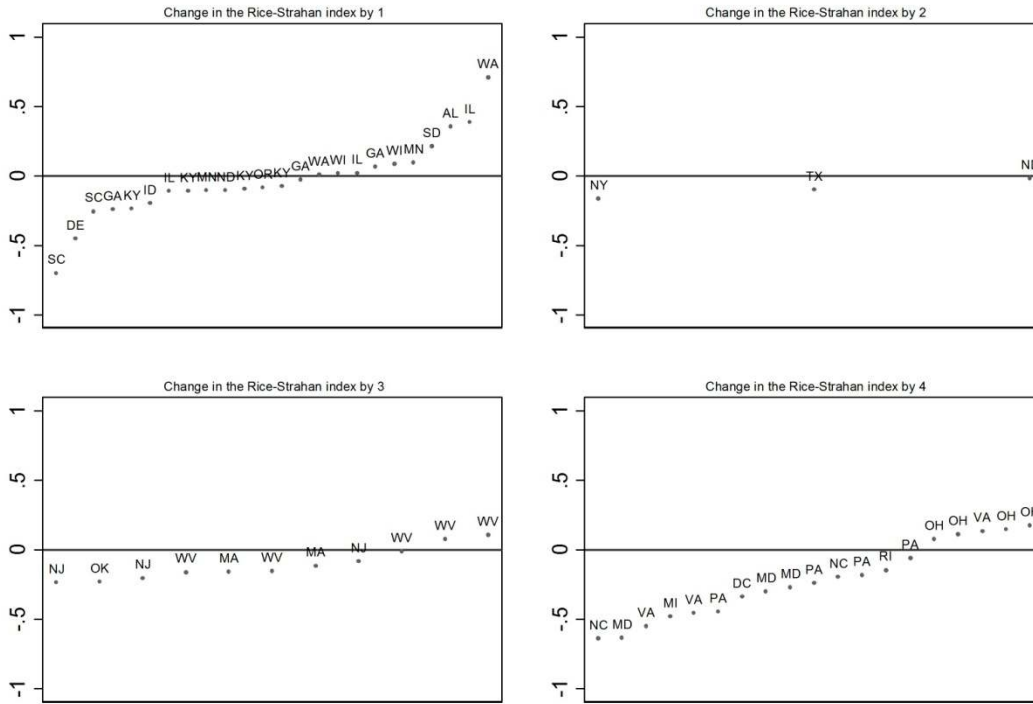 Change in the Rice-Strahan index by 1
1
.5
0
-.5
-1
SC
DE
SC
GA
KY
ID
IL
KY
MN
ND
KY
OR
KY
GA
WA
WI
IL
GA
WI
MN
SD
AL
IL
WA
Change in the Rice-Strahan index by 2
1
.5
0
-.5
-1
NY
TX
Change in the Rice-Strahan index by 3
1
.5
0
-.5
-1
NJ
OK
NJ
WV
MA
WV
MA
NJ
WV
WV
WV
Change in the Rice-Strahan index by 4
1
.5
0
-.5
-1
NC
MD
VA
MI
VA
PA
DC
MD
MD
PA
NC
PA
RI
PA
OH
OH
VA
OH